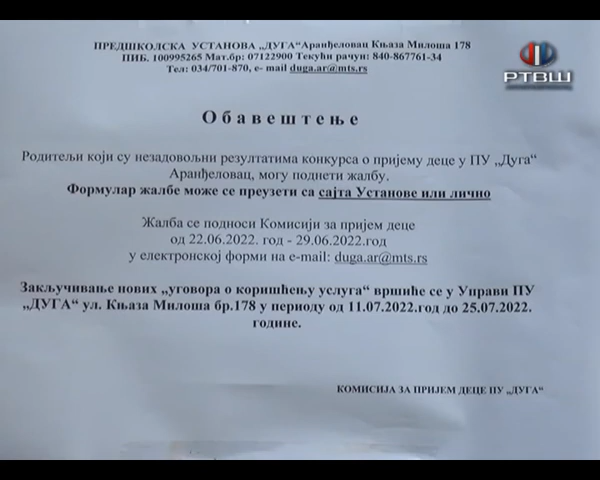 ПРЕДШКОЛСКА УСТАНОВА „ДУГА“Аранђеловац Књаза Милоша 178
ПИБ. 100995265 Мат.бр: 07122900 Текући рачун: 840-867761-34
Тел: 034/701-870, e- mail duga.ar@mts.rs
РТВШ
Обавештење
Родитељи који су незадовољни резултатима конкурса о пријему деце у ПУ „Дуга“
Аранђеловац, могу поднети жалбу.
Формулар жалбе може се преузети са сајта Установе или лично
Жалба се подноси Комисији за пријем деце
од 22.06.2022. год - 29.06.2022.год
у електронској форми на e-mail: duga.ar@mts.rs
Закључивање нових „уговора о коришћењу услуга“ вршиће се у Управи ПУ
„ДУГА“ ул. Књаза Милоша бр.178 у периоду од 11.07.2022.год до 25.07.2022.
године.
КОМИСИЈА ЗА ПРИЈЕМ ДЕЦЕ ПУ „ДУГА“